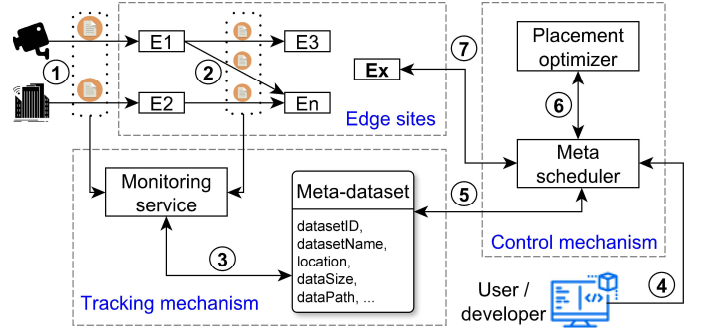 1
E1
2
E3
E2
En
Ex
Edge sites
7
Placement
optimizer
6
Meta
scheduler
5
Control mechanism
Monitoring
service
3
Meta-dataset
datasetID,
datasetName,
location,
dataSize,
dataPath, ...
Tracking mechanism
User /
developer
</>
4